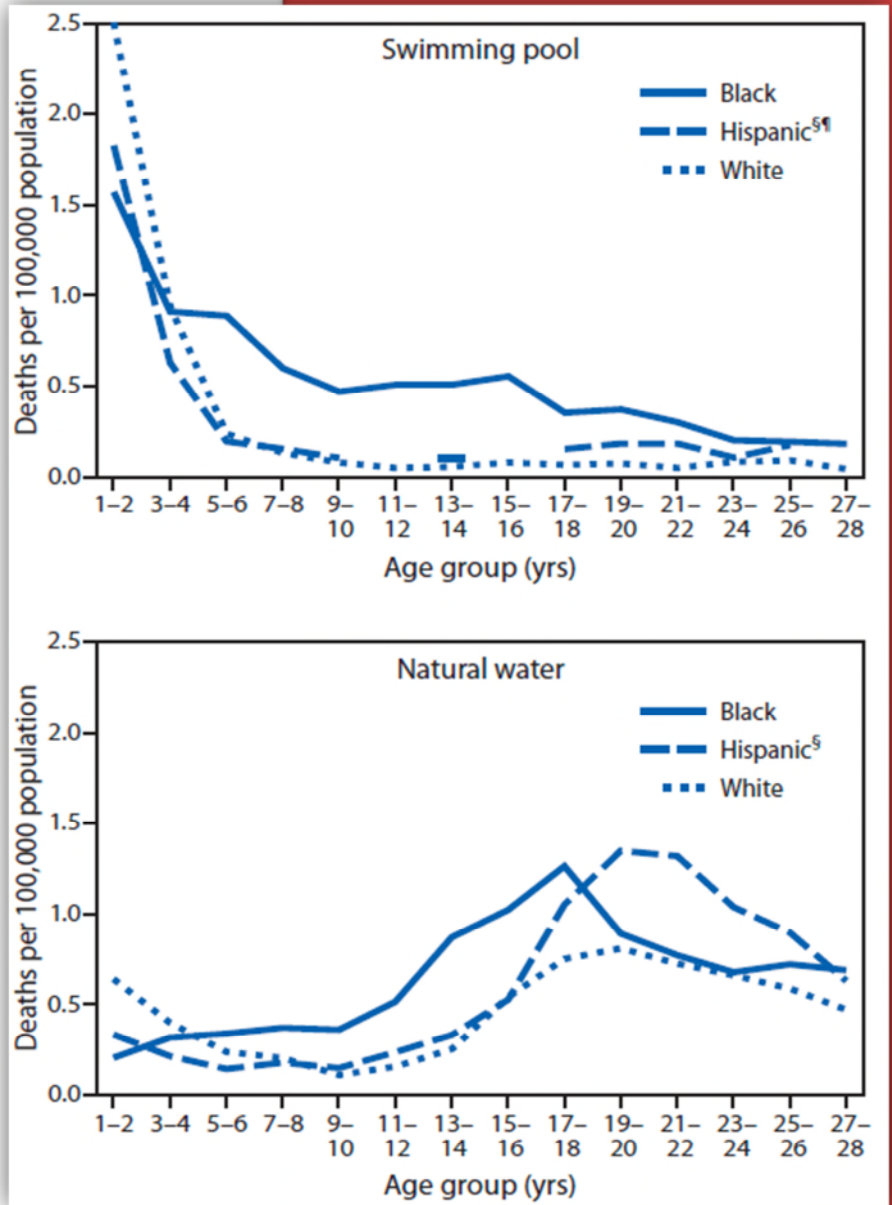 2.5
Swimming pool
Black
2.0
Hispanic§¶
White
1.5
1.0
0.5
0.0
Deaths per 100,000 population
1–2 3–4 5–6 7–8 9–10 11–12 13–14 15–16 17–18 19–20 21–22 23–24 25–26 27–28
Age group (yrs)
2.5
Natural water
Black
2.0
Hispanic§
White
1.5
1.0
0.5
0.0
Deaths per 100,000 population
1–2 3–4 5–6 7–8 9–10 11–12 13–14 15–16 17–18 19–20 21–22 23–24 25–26 27–28
Age group (yrs)